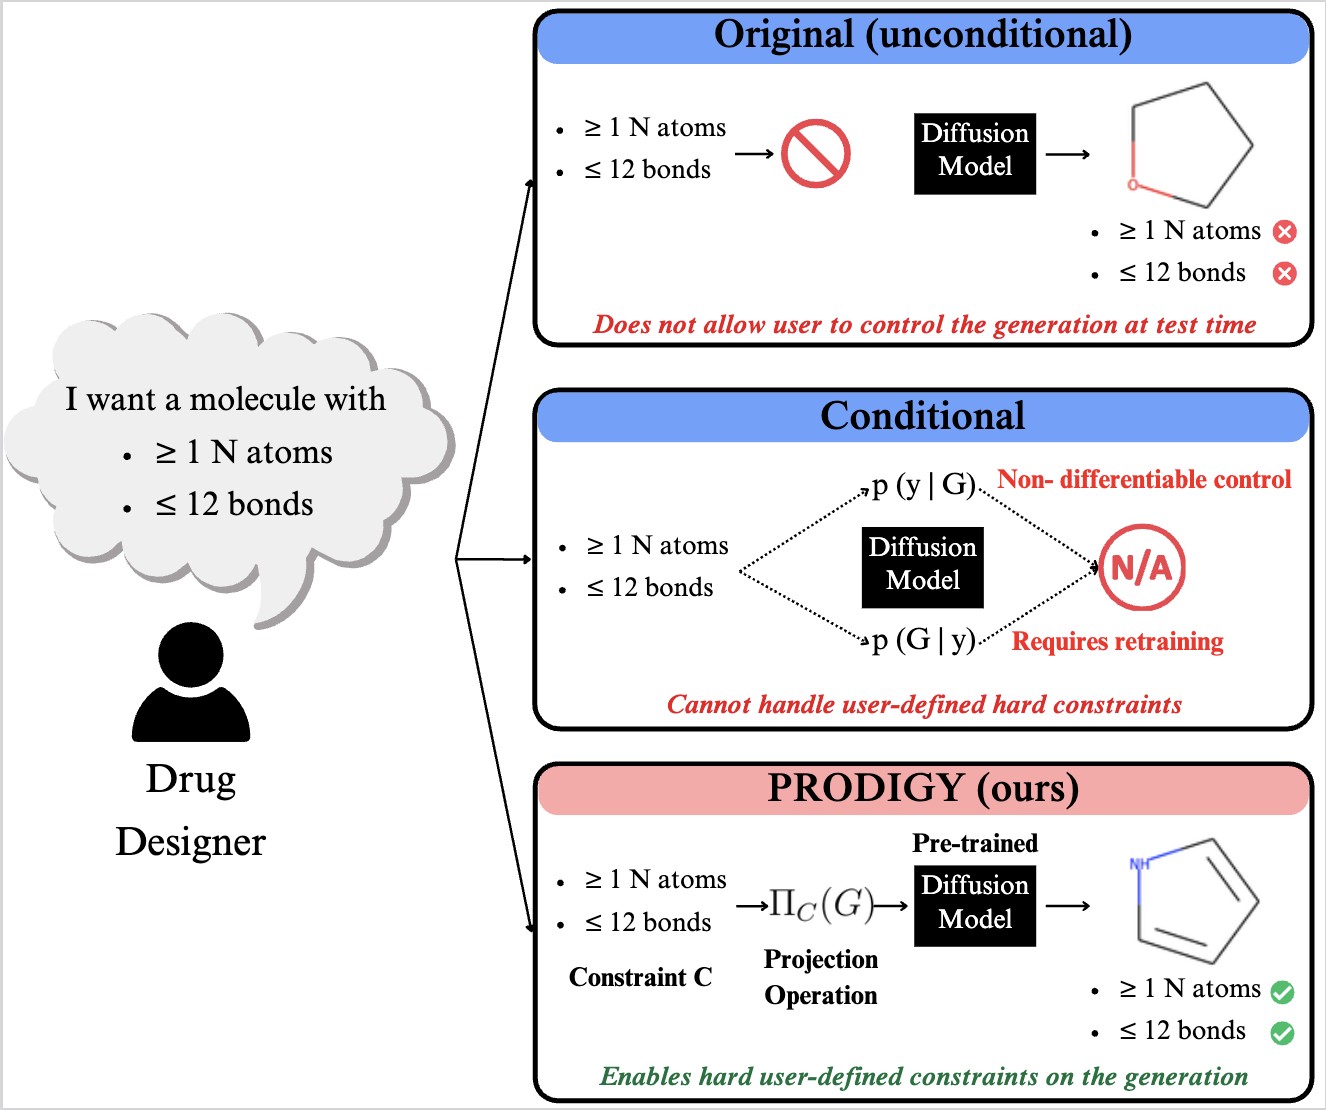 I want a molecule with
• ≥ 1 N atoms
• ≤ 12 bonds
Drug
Designer
Original (unconditional)
• ≥ 1 N atoms
• ≤ 12 bonds
Diffusion
Model
O
• ≥ 1 N atoms
• ≤ 12 bonds
Does not allow user to control the generation at test time
Conditional
• ≥ 1 N atoms
• ≤ 12 bonds
p (y | G)
Diffusion
Model
p (G | y)
Non- differentiable control
N/A
Requires retraining
Cannot handle user-defined hard constraints
PRODIGY (ours)
• ≥ 1 N atoms
• ≤ 12 bonds
Constraint C
Π_C(G)
Projection
Operation
Pre-trained
Diffusion
Model
NH
• ≥ 1 N atoms
• ≤ 12 bonds
Enables hard user-defined constraints on the generation